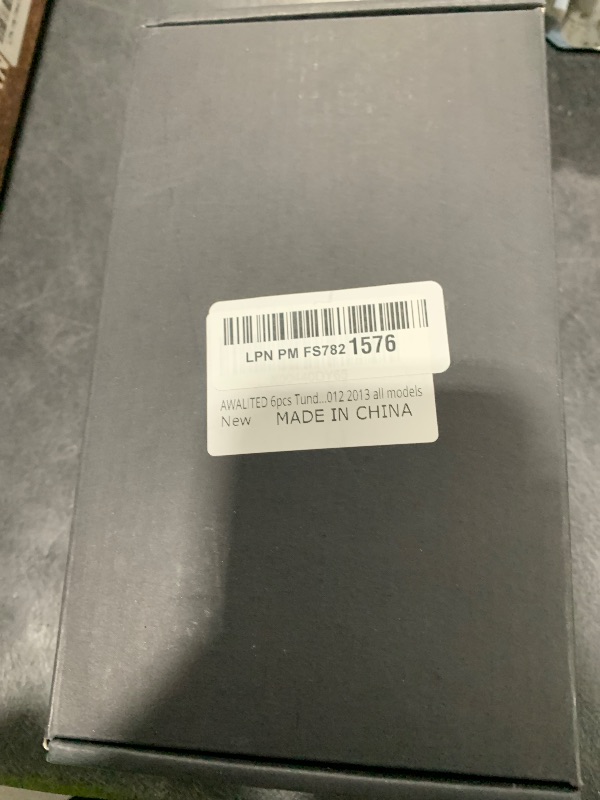 LPN PM FS782 1576
AWALITED 6pcs Tund...012 2013 all models
New MADE IN CHINA